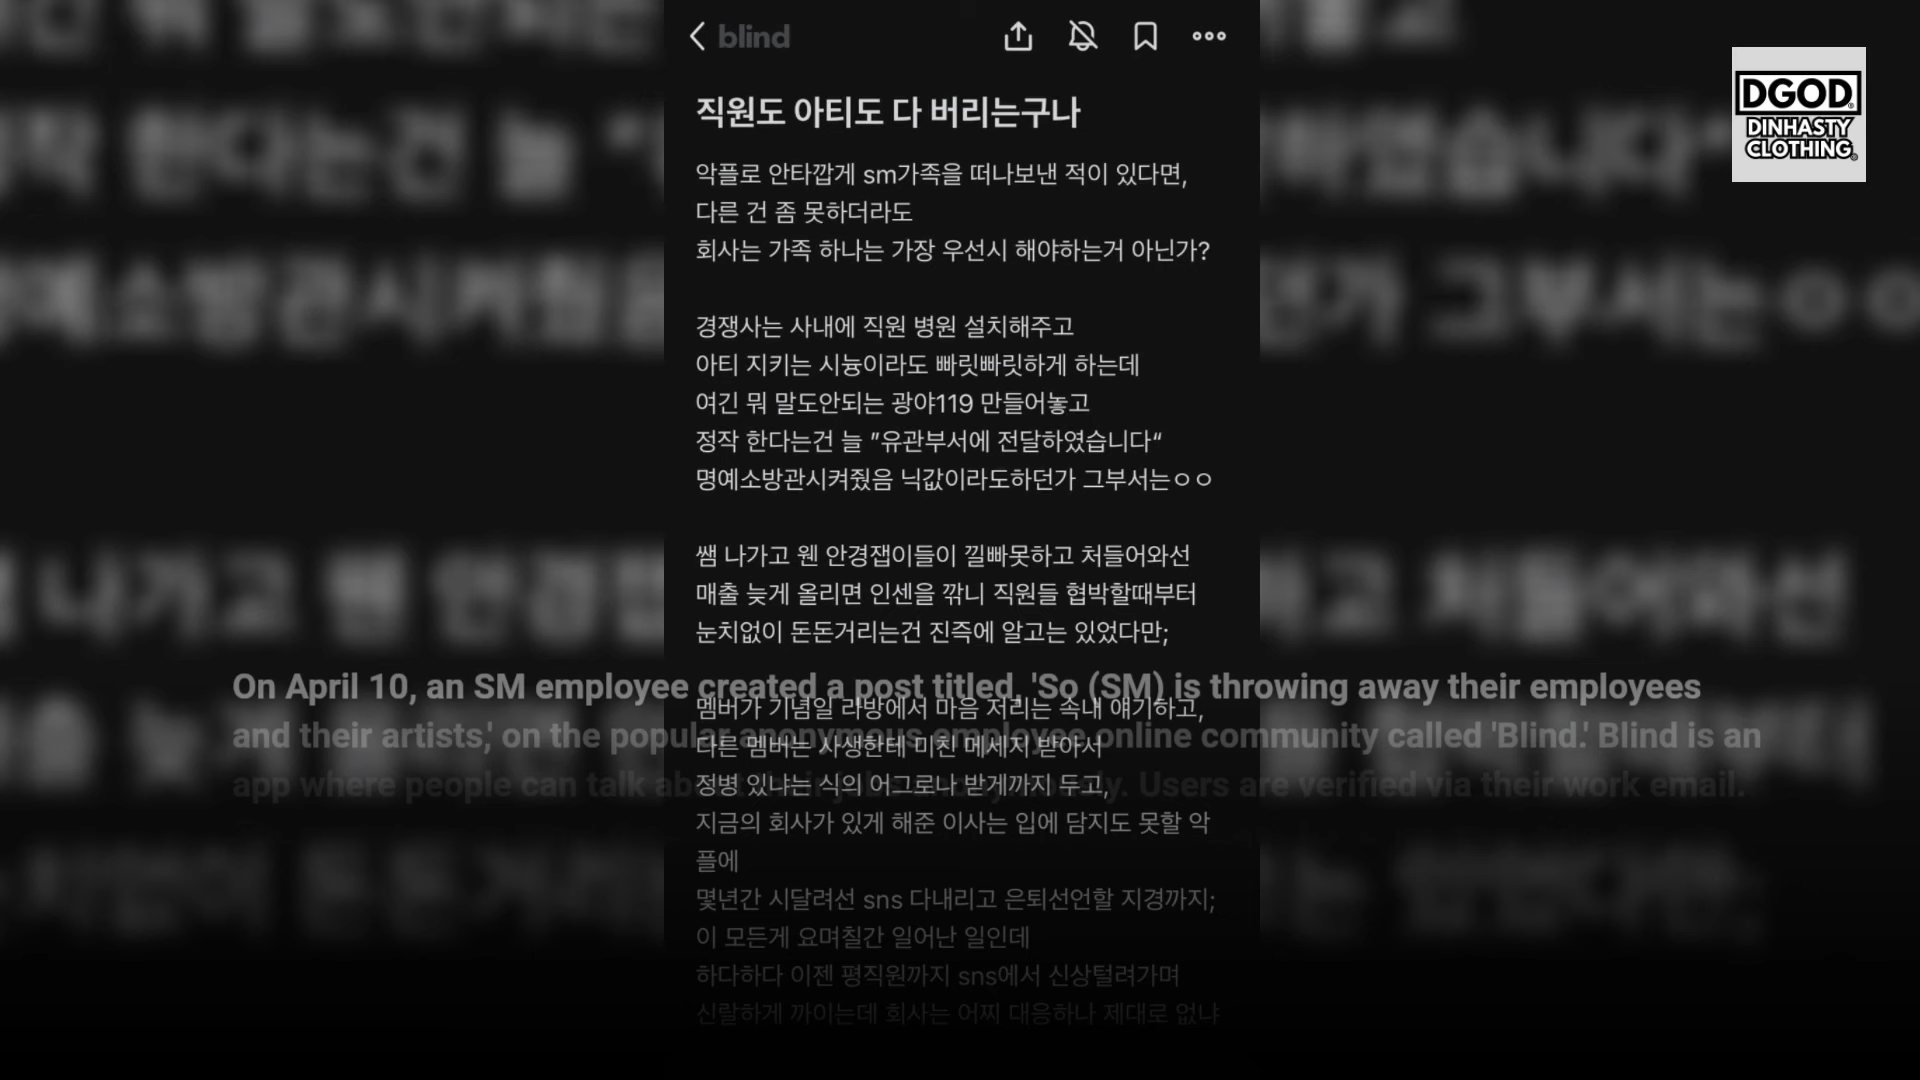 blind
DGOD
DINHASTY
CLOTHING
직원도 아티도 다 버리는구나
악플로 안타깝게 sm가족을 떠나보낸 적이 있다면,
다른 건 좀 못하더라도
회사는 가족 하나는 가장 우선시 해야하는거 아닌가?
경쟁사는 사내에 직원 병원 설치해주고
아티 지키는 시늉이라도 빠릿빠릿하게 하는데
여긴 뭐 말도안되는 광야119 만들어놓고
정작 한다는건 늘 ”유관부서에 전달하였습니다“
명예소방관시켜줬음 닉값이라도하던가 그부서는ㅇㅇ
쌤 나가고 웬 안경잽이들이 낄빠못하고 처들어와선
매출 늦게 올리면 인센을 깎니 직원들 협박할때부터
눈치없이 돈돈거리는건 진즉에 알고는 있었다만;
On April 10, an SM employee created a post titled, 'So (SM) is throwing away their employees
and their artists,' on the popular anonymous employee online community called 'Blind.' Blind is an
app where people can talk about their jobs anonymously. Users are verified via their work email.
멤버가 기념일 라방에서 마음 저리는 속내 얘기하고,
다른 멤버는 사생한테 미친 메세지 받아서
정병 있냐는 식의 어그로나 받게까지 두고,
지금의 회사가 있게 해준 이사는 입에 담지도 못할 악
플에
몇년간 시달려선 sns 다내리고 은퇴선언할 지경까지;
이 모든게 요며칠간 일어난 일인데
하다하다 이젠 평직원까지 sns에서 신상털려가며
신랄하게 까이는데 회사는 어찌 대응하나 제대로 없냐